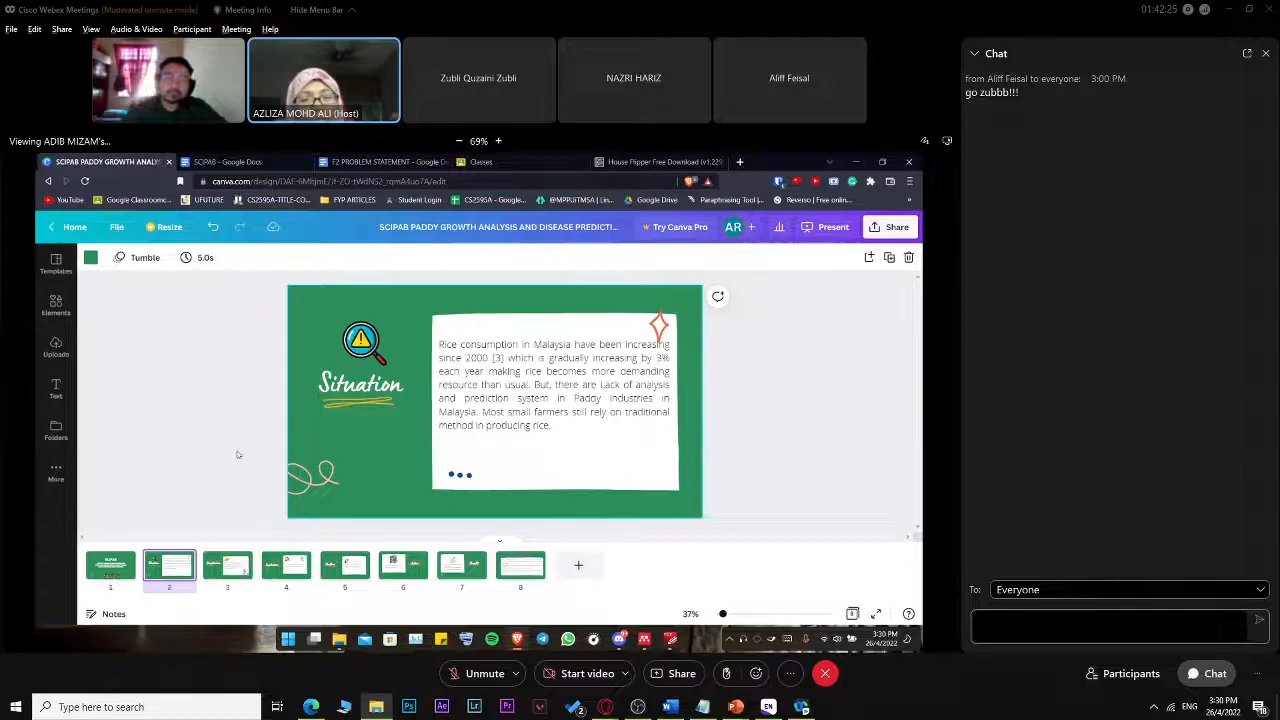 Cisco Webex Meetings (Moderated unmute mode) Meeting Info Hide Menu Bar 01:42:25
File Edit Share View Audio & Video Participant Meeting Help
AZLIZA MOHD ALI (Host)
Zubli Quzaini Zubli
NAZRI HARIZ
Aliff Feisal
Chat
from Aliff Feisal to everyone: 3:00 PM
go zubbb!!!
Viewing ADIB MIZAM's... 69%
SCIPAB PADDY GROWTH ANALYS SCIPAB - Google Docs F2 PROBLEM STATEMENT - Google Do Classes House Flipper Free Download (v1.229
canva.com/design/
YouTube Google Classroom... UFUTURE CS2595A-TITLE-CO... FYP ARTICLES Student Login CS2595A - Google... @MPPUITMSA | Lin... Google Drive Paraphrasing Tool |... Reverso | Free onlin...
Home File Resize SCIPAB PADDY GROWTH ANALYSIS AND DISEASE PREDICTI... Try Canva Pro AR Present Share
Tumble 5.0s
Templates
Elements
Uploads
Text
Folders
More
Situation
Rice consumption in Malaysia have been increasing
since 2000 [3] which is gradually increasing by 3%
each year making rice becomes more demanding
resource than usual. But, there are Lack of analysis
and prediction system in Paddy industries in
Malaysia. Most small farmers still rely on traditional
method in producing rice.
1 2 3 4 5 6 7 8
Notes 37% 8
3:30 PM
26/4/2022
To: Everyone
Unmute Start video Share Participants Chat
Type here to search
3:30 PM
26/4/2022